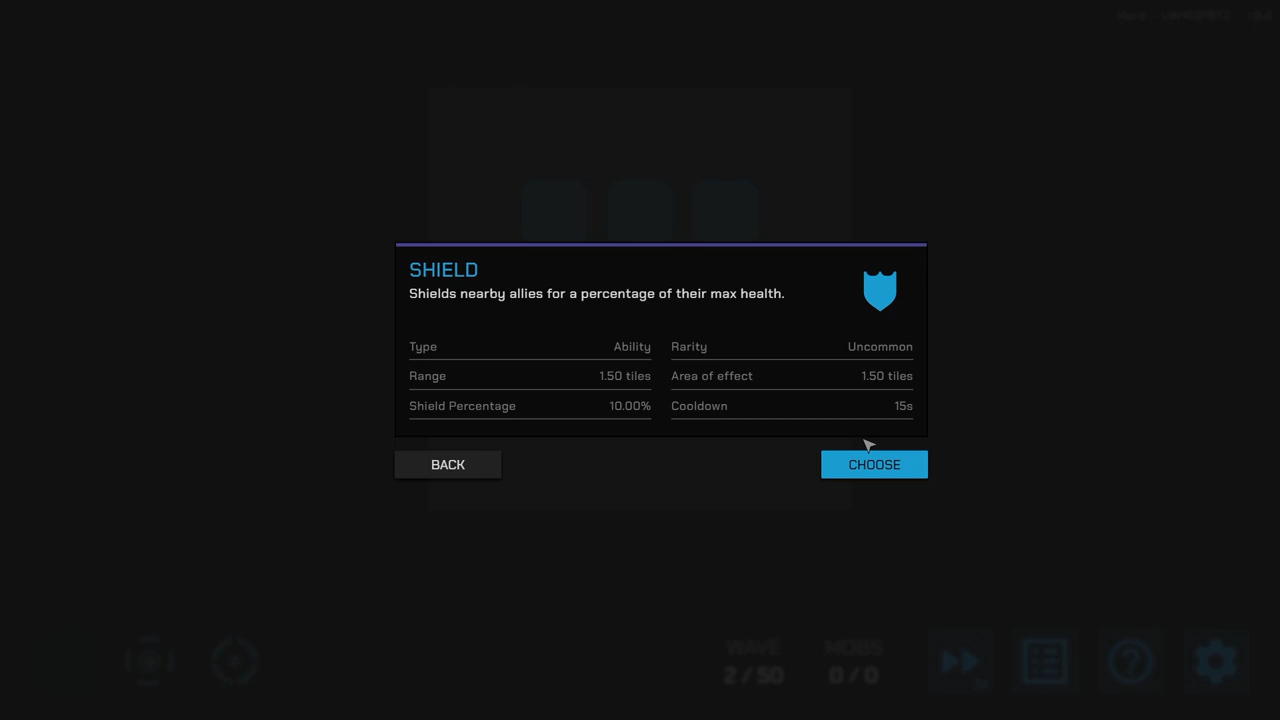 SHIELD
Shields nearby allies for a percentage of their max health.
Type Ability Rarity Uncommon
Range 1.50 tiles Area of effect 1.50 tiles
Shield Percentage 10.00% Cooldown 15s
BACK CHOOSE
WAVE MOBS
2 / 50 0 / 0